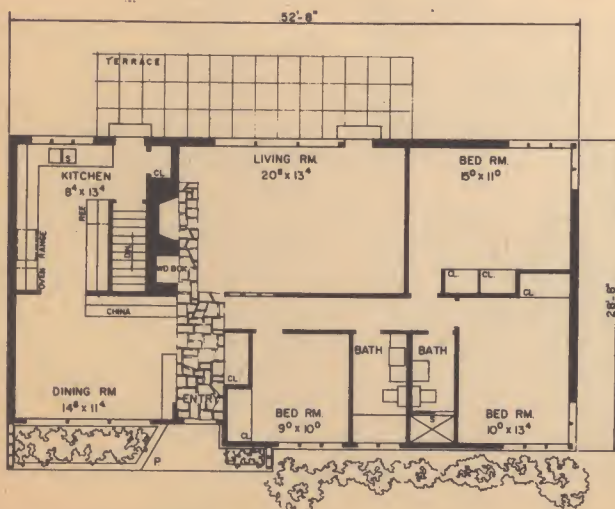 52'-8"
TERRACE
S
KITCHEN
8⁴ x 13⁴
CL.
LIVING RM.
20⁸ x 13⁴
BED RM.
15⁰ x 11⁰
REF.
OVEN RANGE
DN.
WD BOX
CL.
CL.
CL.
28'-8"
CHINA
BATH
BATH
CL.
DINING RM
14⁸ x 11⁴
ENTRY
BED RM.
9⁰ x 10⁰
CL
S
BED RM.
10⁰ x 13⁴
P